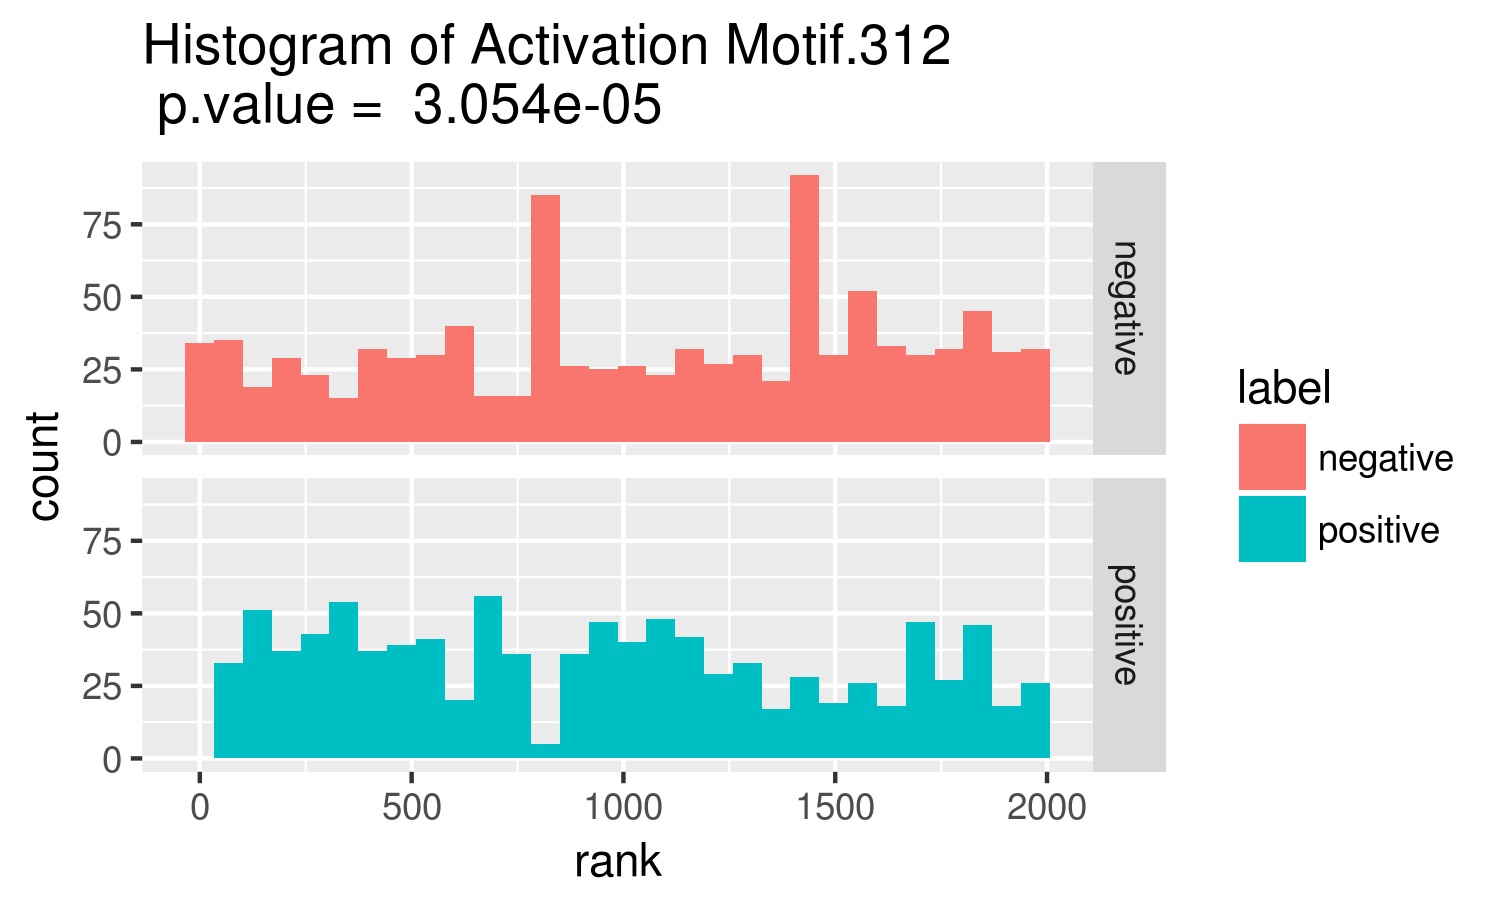 Histogram of Activation Motif.312
p.value =  3.054e-05
75
50
25
0
negative
75
50
25
0
positive
0
500
1000
1500
2000
rank
count
label
negative
positive